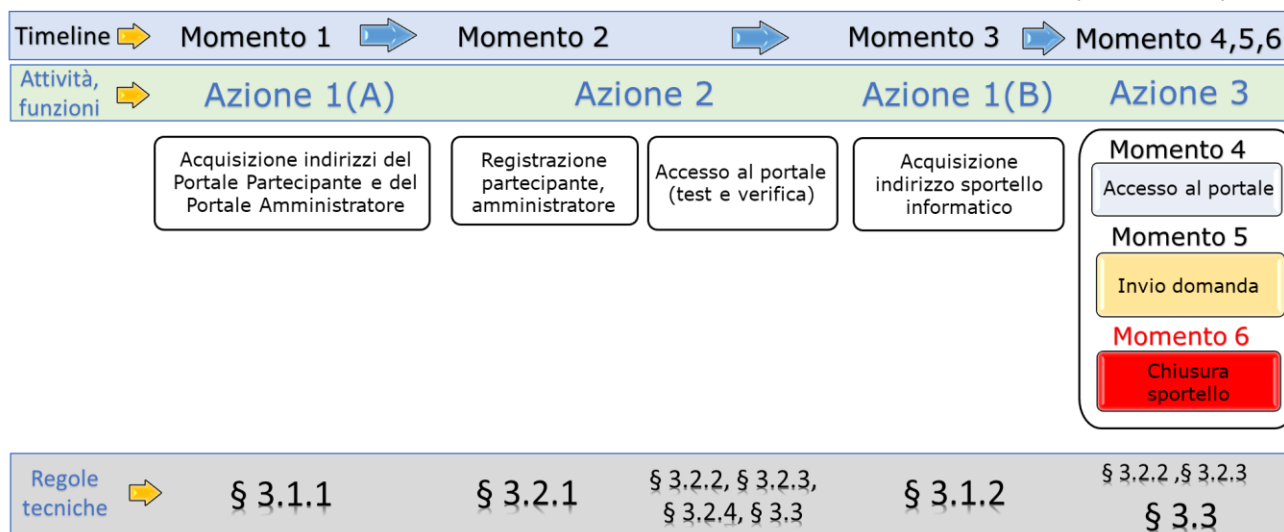 Timeline Momento 1 Momento 2 Momento 3 Momento 4,5,6
Attività,
funzioni
Azione 1(A) Azione 2 Azione 1(B) Azione 3
Acquisizione indirizzi del
Portale Partecipante e del
Portale Amministratore
Registrazione
partecipante,
amministratore
Accesso al portale
(test e verifica)
Acquisizione
indirizzo sportello
informatico
Momento 4
Accesso al portale
Momento 5
Invio domanda
Momento 6
Chiusura
sportello
Regole
tecniche
§ 3.1.1
§ 3.2.1
§ 3.2.2, § 3.2.3,
§ 3.2.4, § 3.3
§ 3.1.2
§ 3.2.2 ,§ 3.2.3
§ 3.3